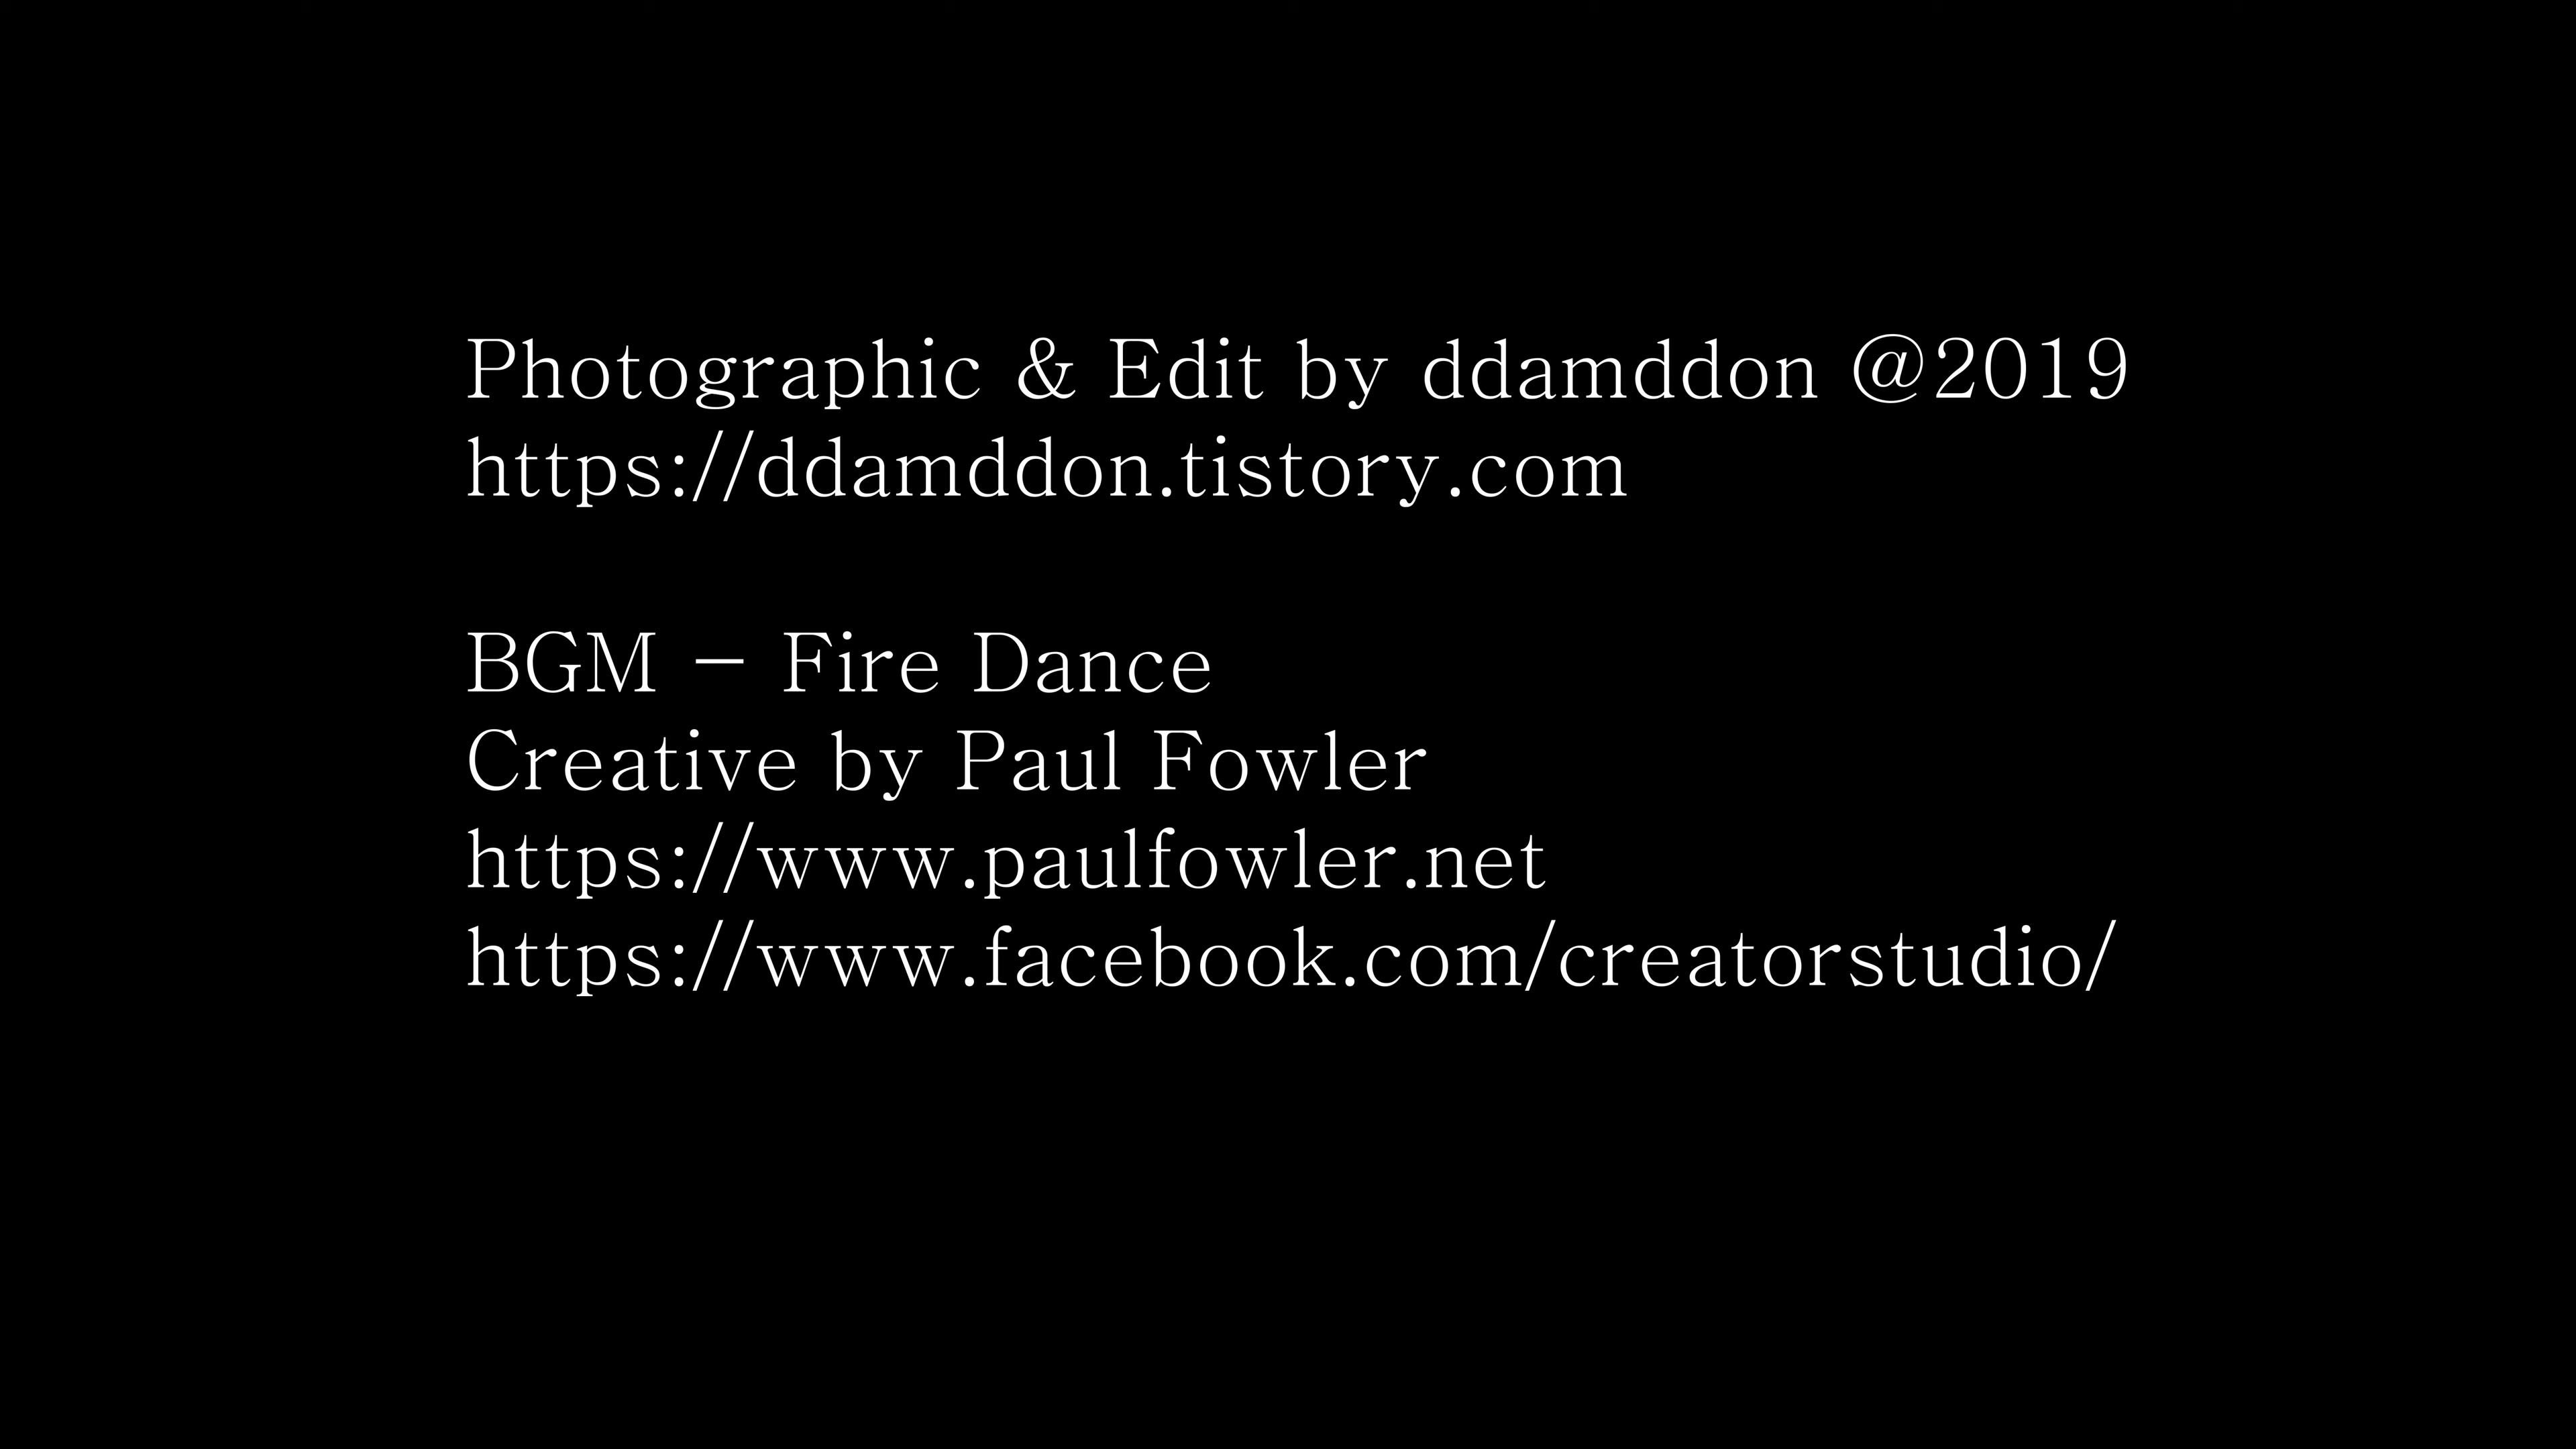 Photographic & Edit by ddamddon @2019
https://ddamddon.tistory.com
BGM - Fire Dance
Creative by Paul Fowler
https://www.paulfowler.net
https://www.facebook.com/creatorstudio/